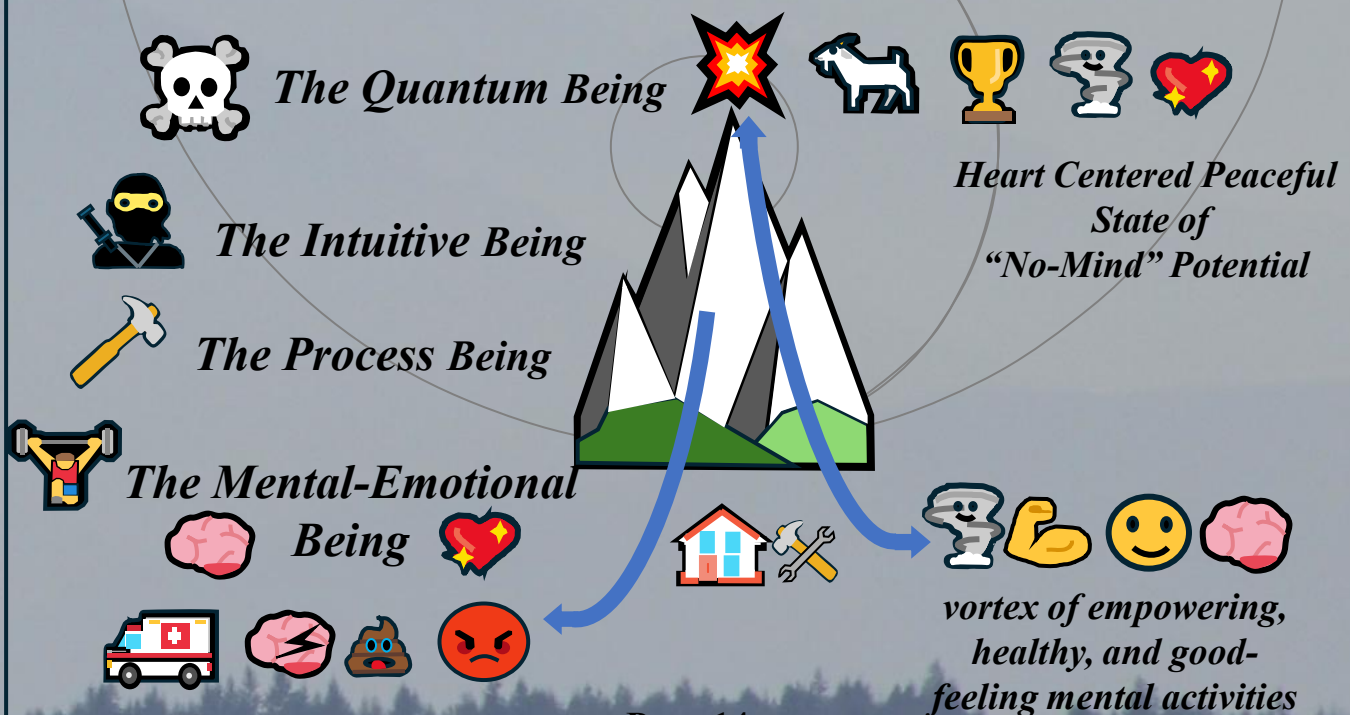 The Quantum Being
Heart Centered Peaceful
State of
“No-Mind” Potential
The Intuitive Being
The Process Being
The Mental-Emotional
Being
vortex of empowering,
healthy, and good-
feeling mental activities